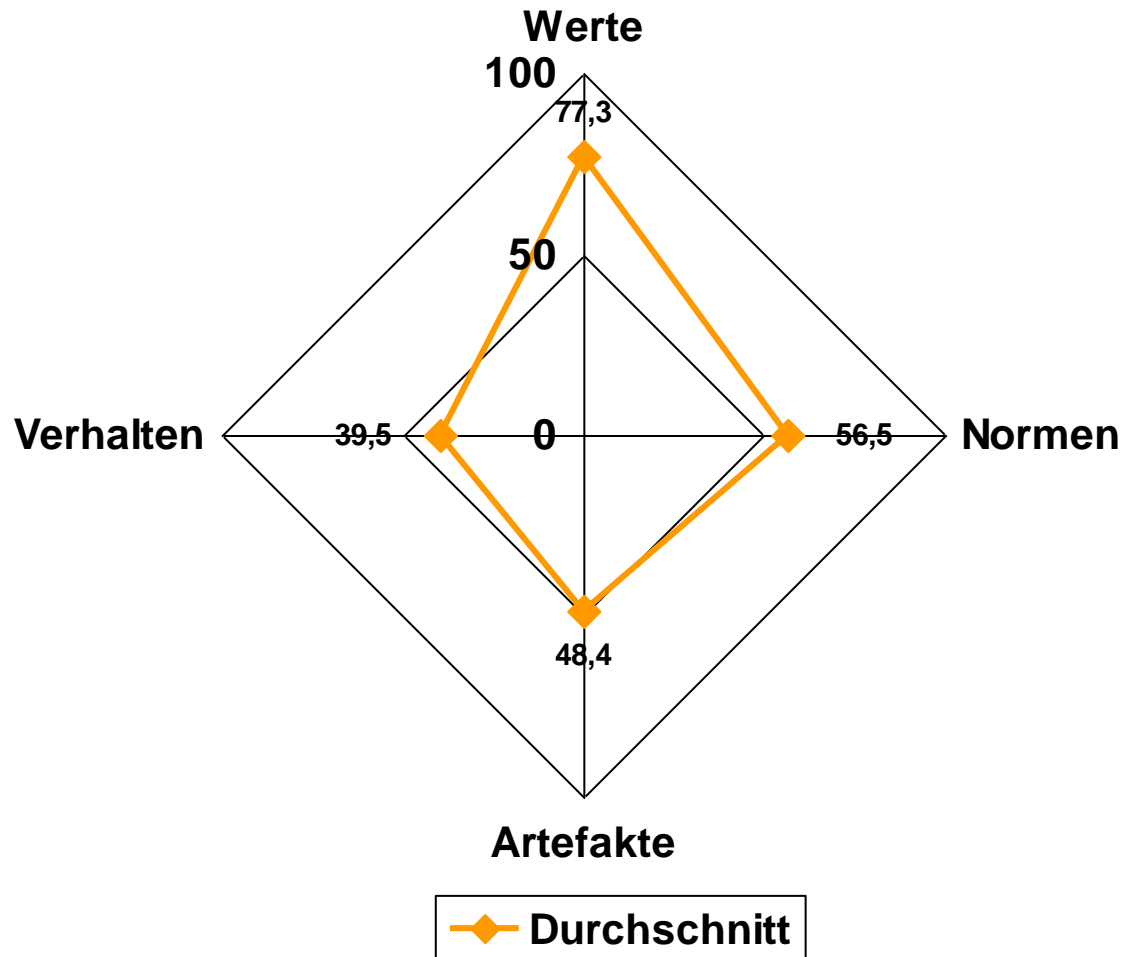 Werte
100
77,3
50
Verhalten
39,5
0
56,5
Normen
48,4
Artefakte
Durchschnitt